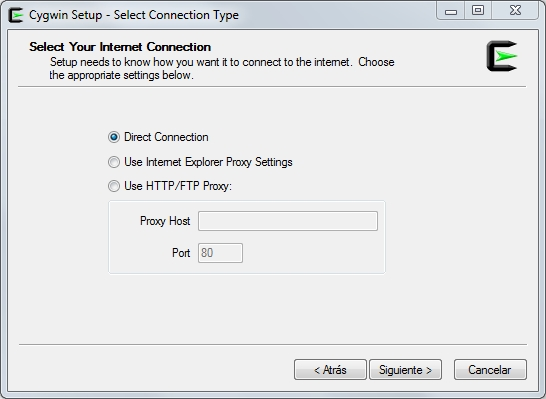 Cygwin Setup - Select Connection Type
Select Your Internet Connection
Setup needs to know how you want it to connect to the internet. Choose
the appropriate settings below.
Direct Connection
Use Internet Explorer Proxy Settings
Use HTTP/FTP Proxy:
Proxy Host
Port 80
< Atrás Siguiente > Cancelar